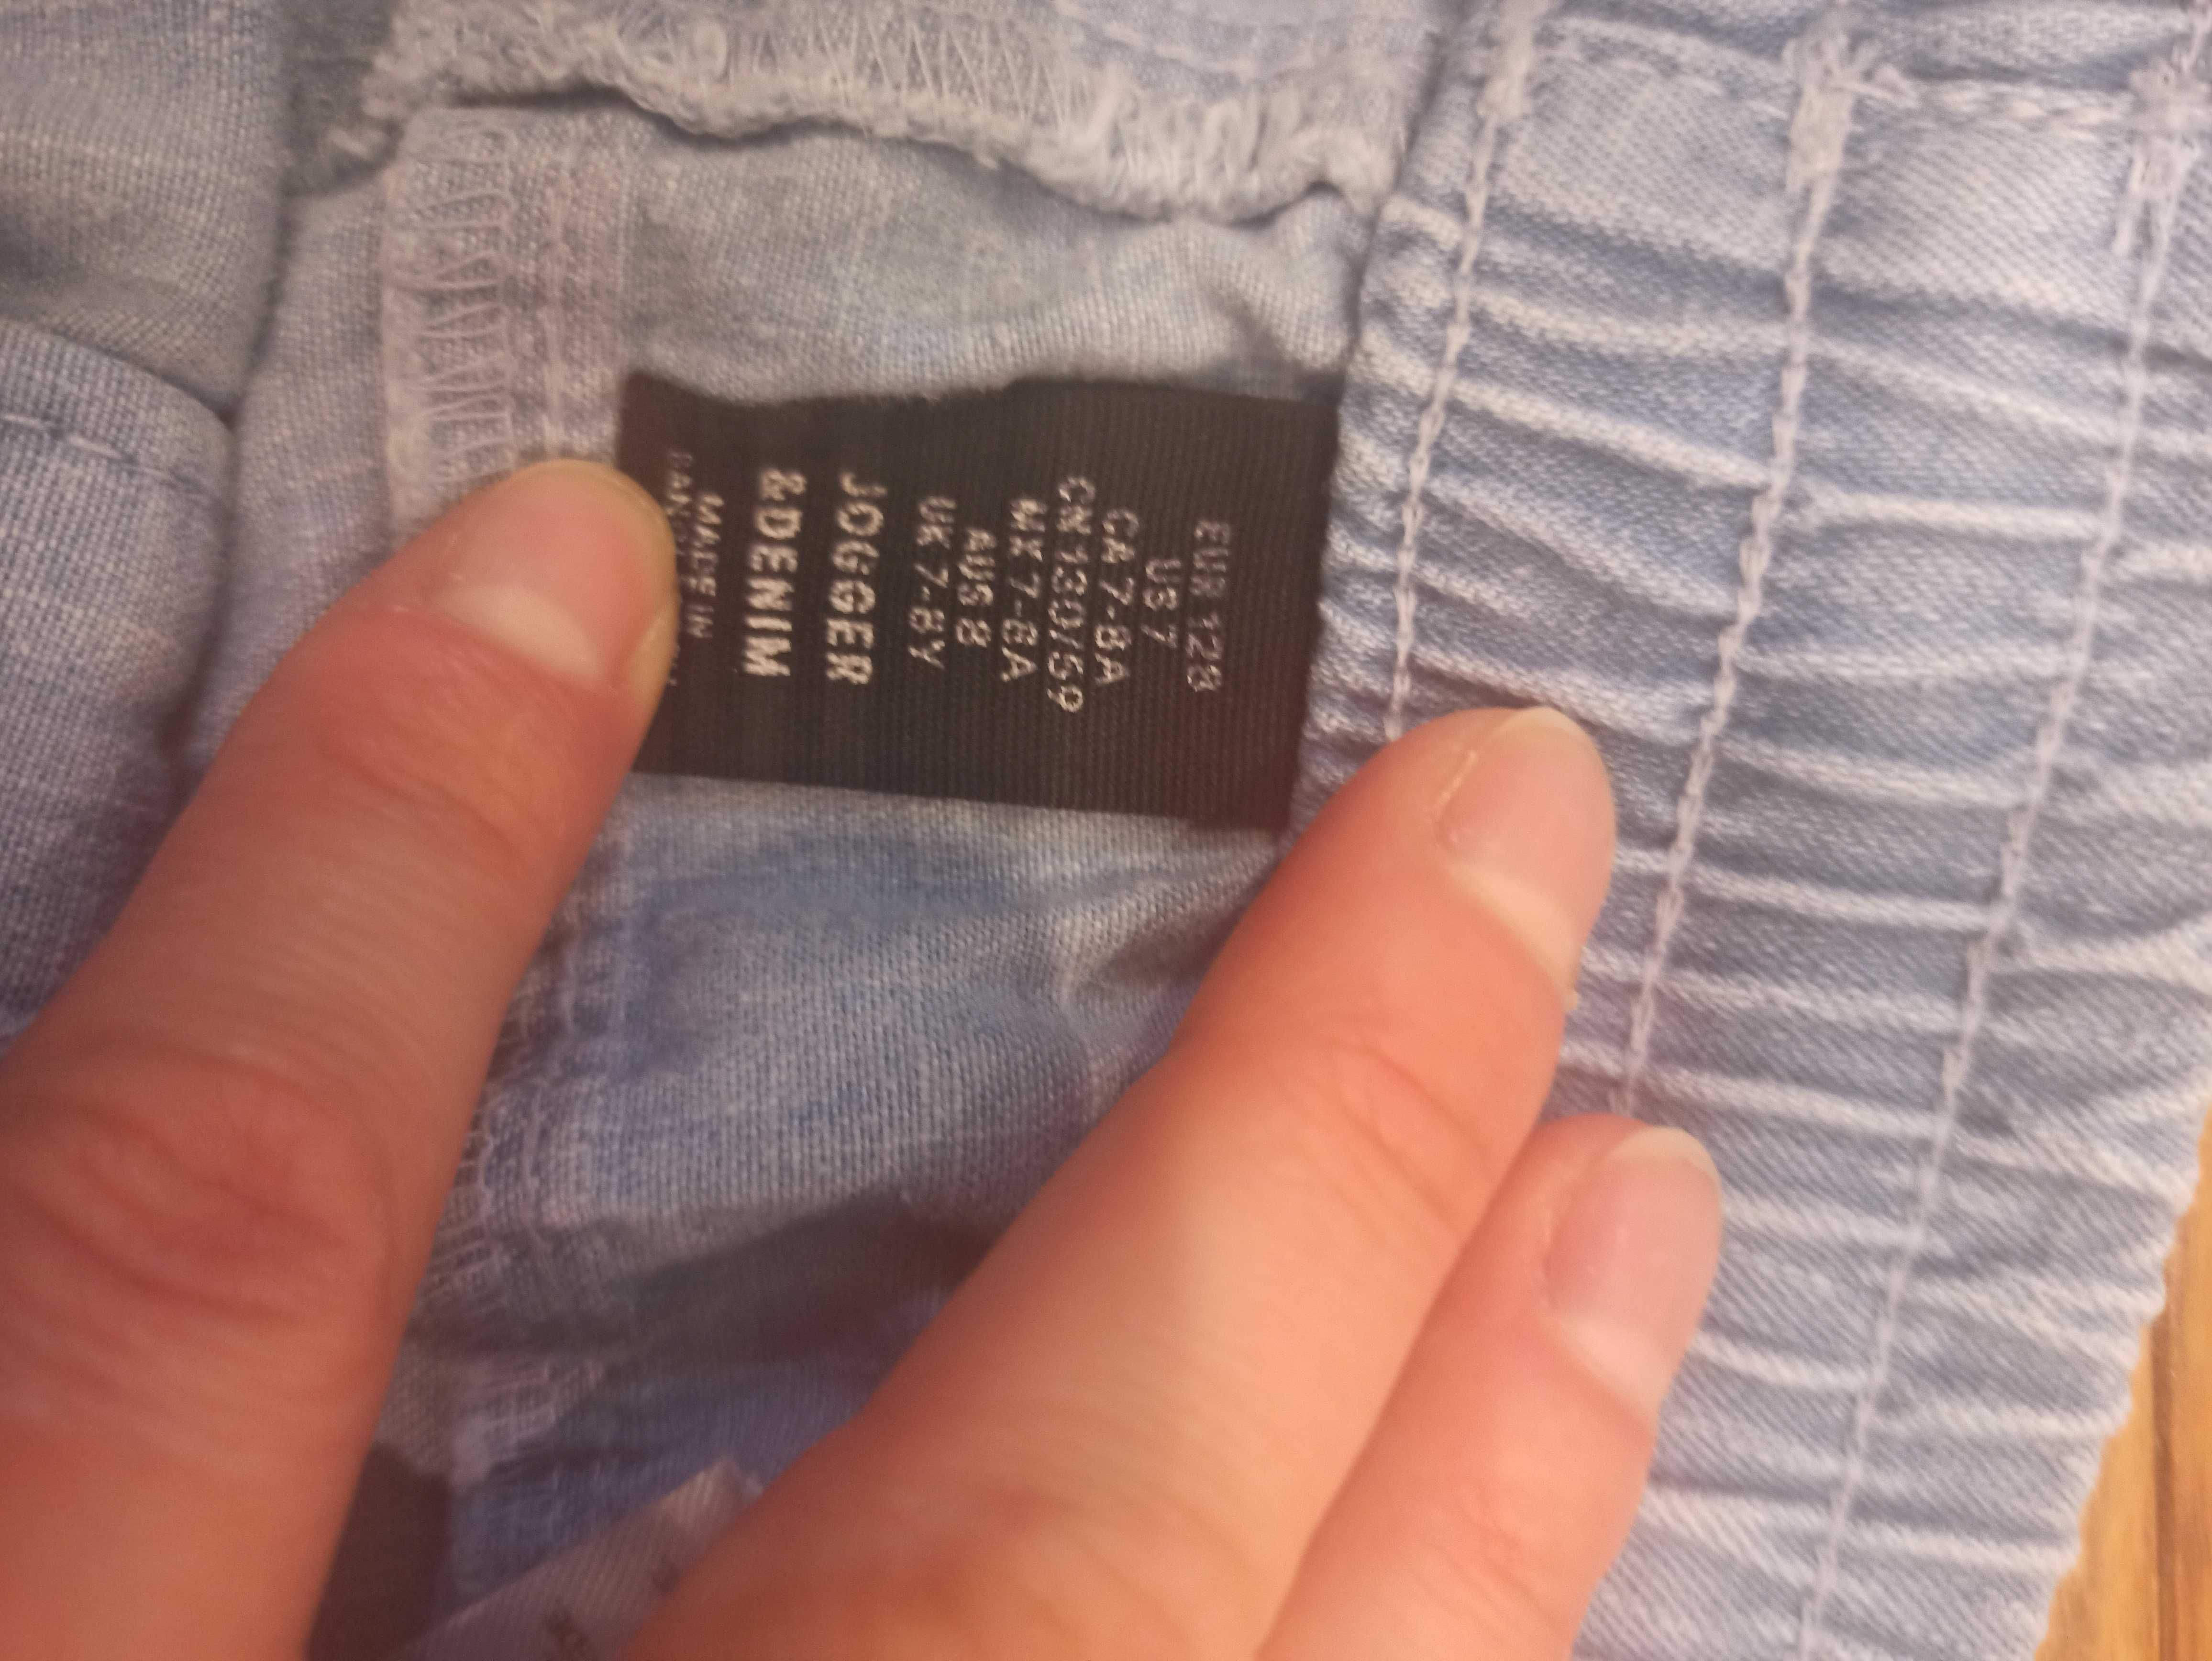 EUR 128
US 7
CA 7-8A
CN 130/59
MX 7-8A
AUS 8
UK 7-8Y
JOGGER
&DENIM
MADE IN